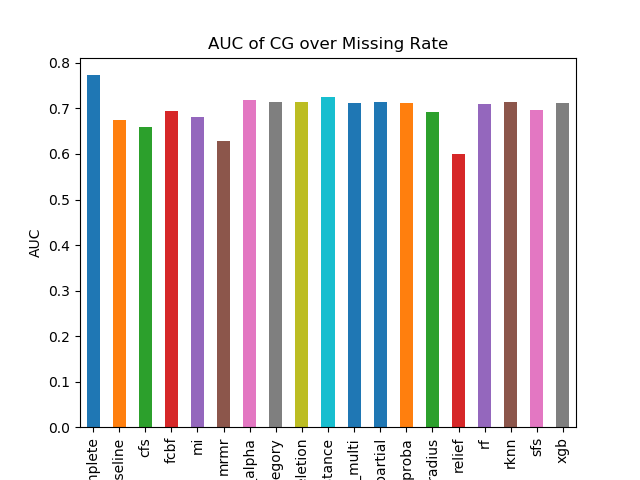 AUC of CG over Missing Rate
AUC
0.8
0.7
0.6
0.5
0.4
0.3
0.2
0.1
0.0
mplete
seline
cfs
fcbf
mi
mrmr
_alpha
egory
letion
tance
_multi
partial
proba
radius
relief
rf
rknn
sfs
xgb